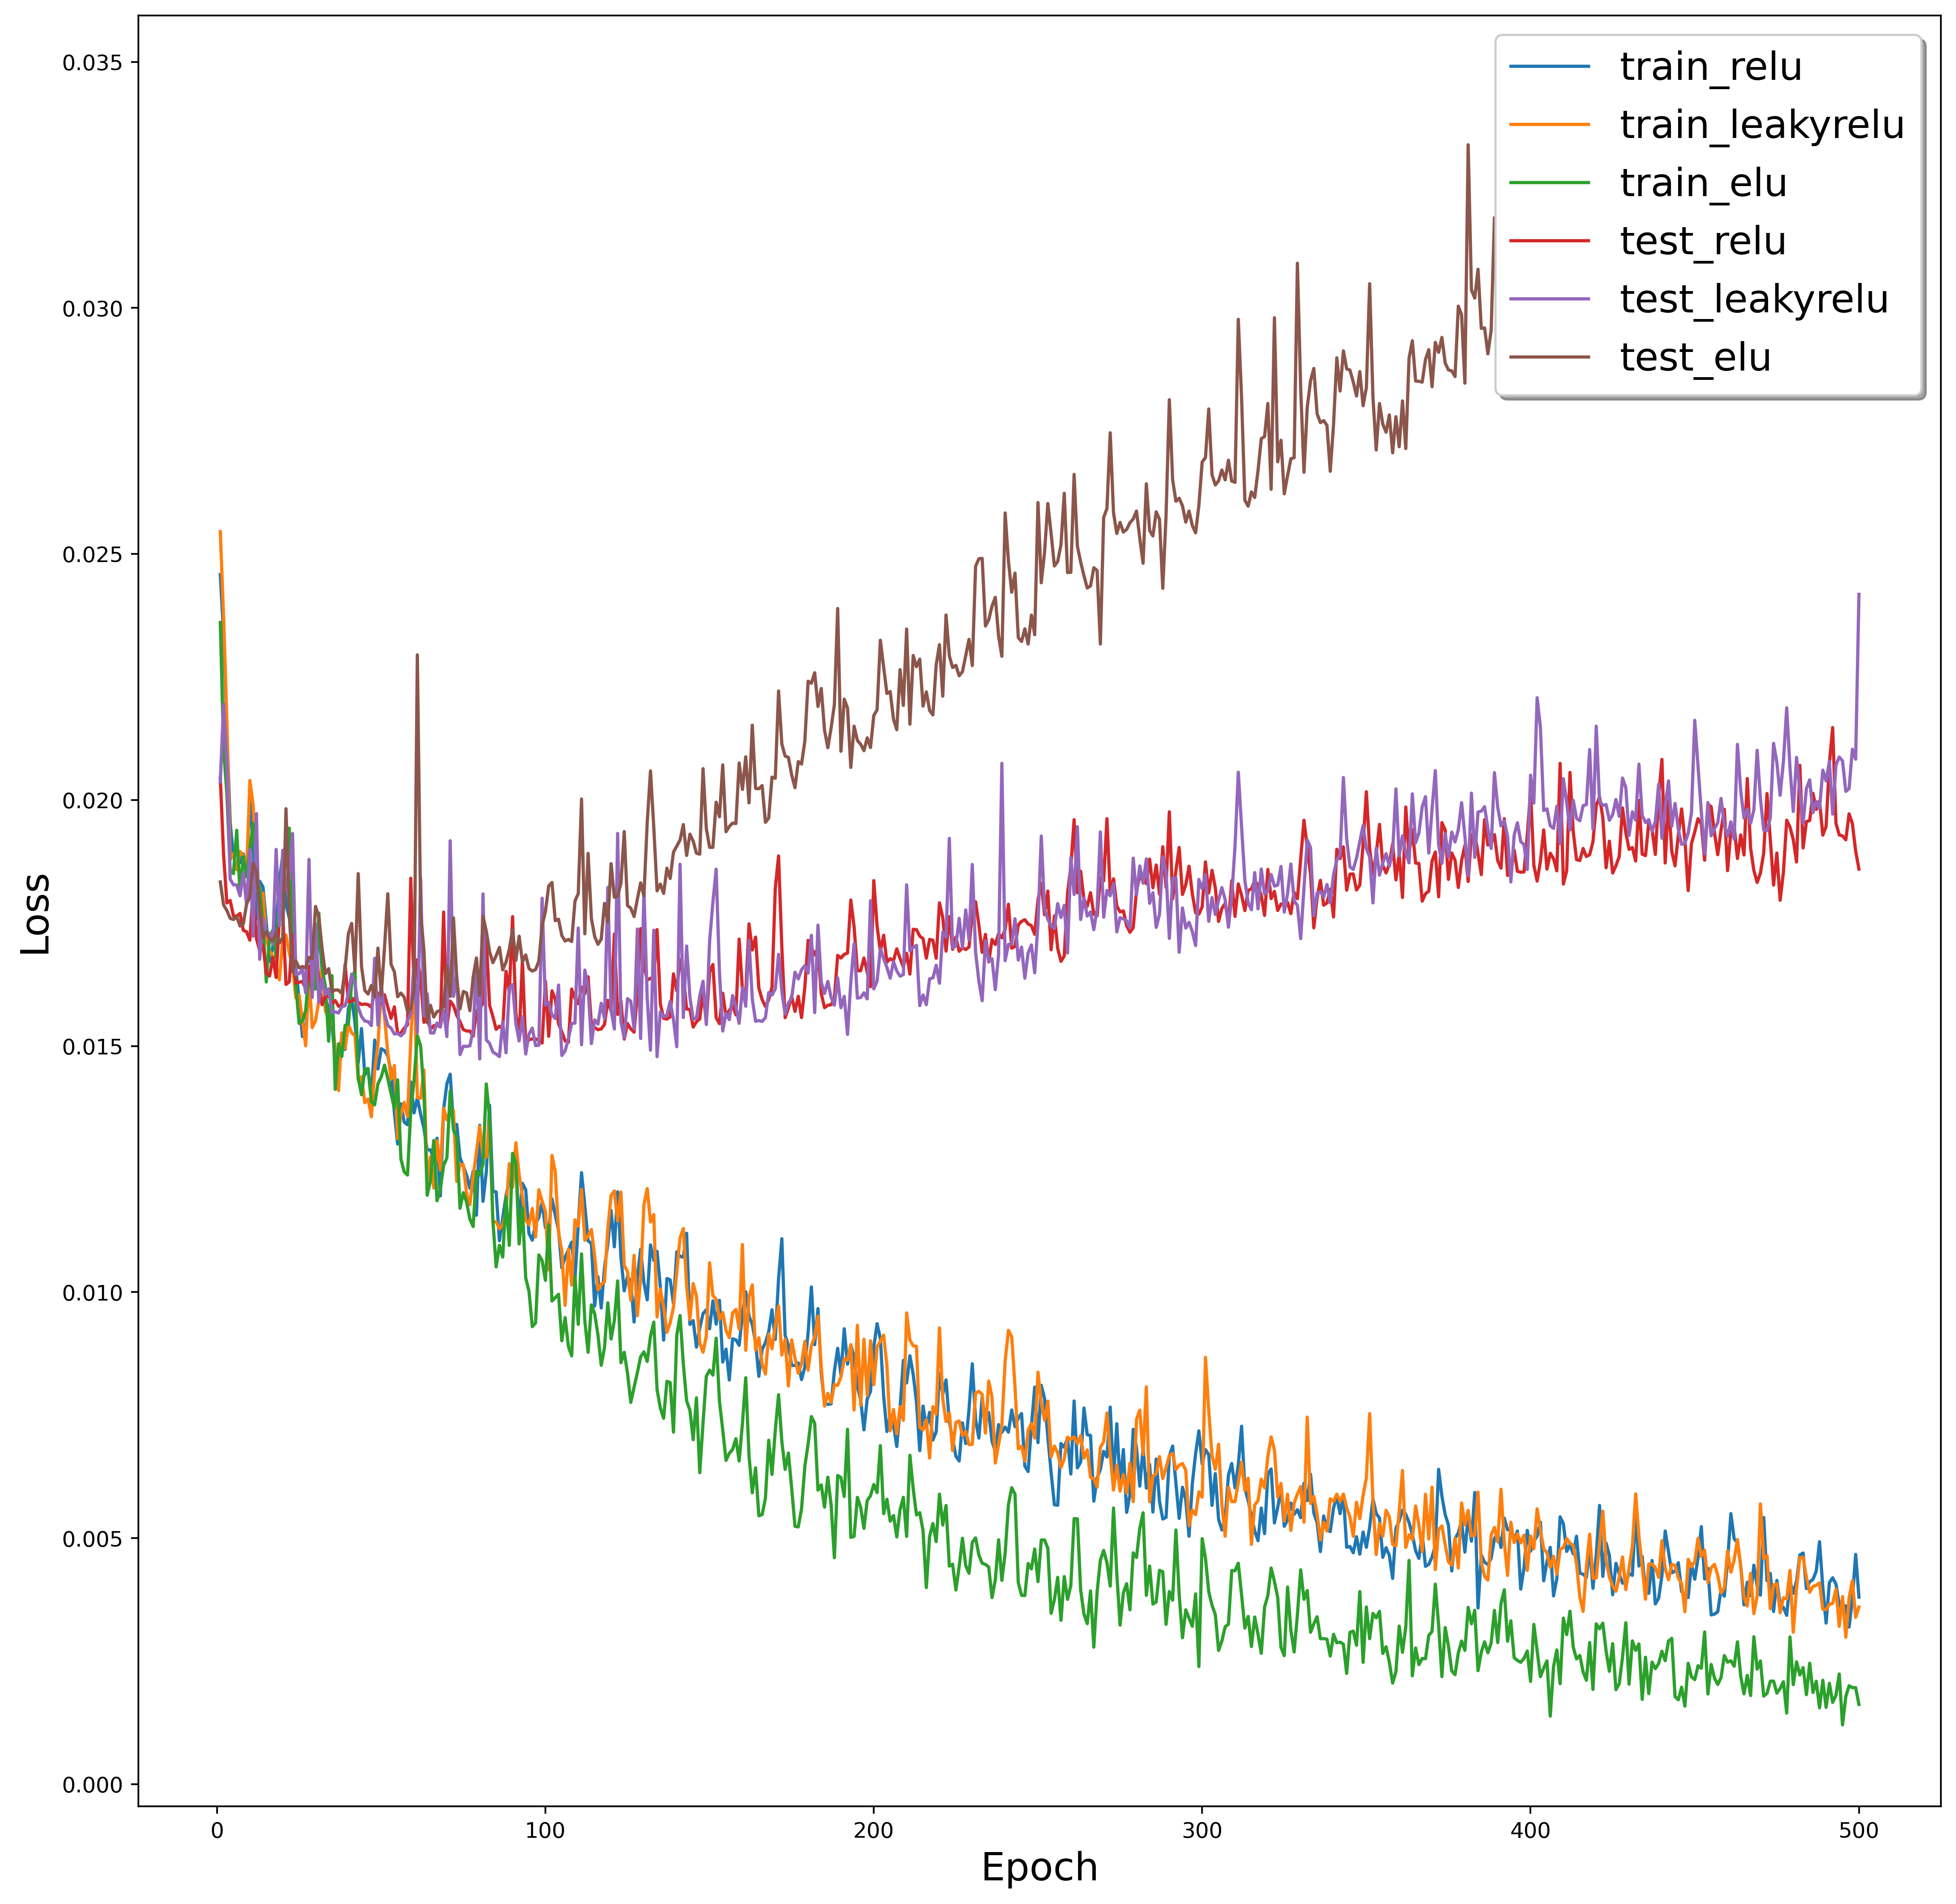 0.035
0.030
0.025
0.020
0.015
0.010
0.005
0.000
Loss
0 100 200 300 400 500
Epoch
train_relu
train_leakyrelu
train_elu
test_relu
test_leakyrelu
test_elu